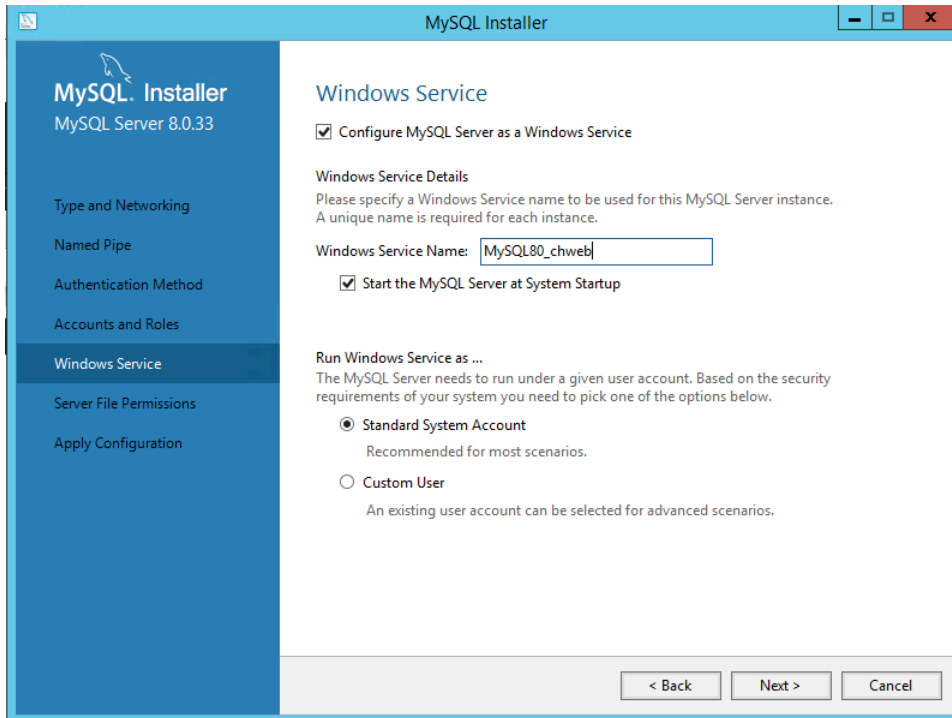 MySQL Installer
MySQL. Installer
MySQL Server 8.0.33
Type and Networking
Named Pipe
Authentication Method
Accounts and Roles
Windows Service
Server File Permissions
Apply Configuration
Windows Service
Configure MySQL Server as a Windows Service
Windows Service Details
Please specify a Windows Service name to be used for this MySQL Server instance.
A unique name is required for each instance.
Windows Service Name: MySQL80_chweb
Start the MySQL Server at System Startup
Run Windows Service as ...
The MySQL Server needs to run under a given user account. Based on the security
requirements of your system you need to pick one of the options below.
Standard System Account
Recommended for most scenarios.
Custom User
An existing user account can be selected for advanced scenarios.
< Back Next > Cancel